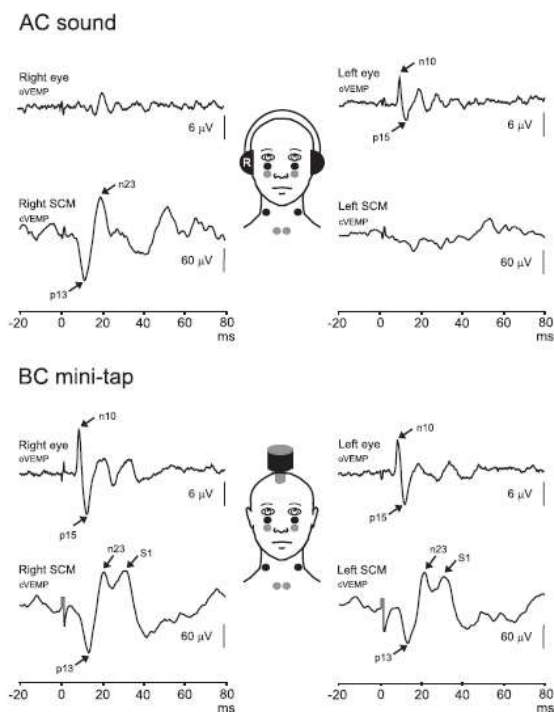 AC sound
Right eye
oVEMP
6 µV
Left eye
oVEMP
n10
p15
6 µV
R
Right SCM
cVEMP
n23
p13
60 µV
Left SCM
cVEMP
60 µV
-20 0 20 40 60 80
ms
-20 0 20 40 60 80
ms
BC mini-tap
Right eye
oVEMP
n10
p15
6 µV
Left eye
oVEMP
n10
p15
6 µV
Right SCM
cVEMP
n23
S1
p13
60 µV
Left SCM
cVEMP
n23
S1
p13
60 µV
-20 0 20 40 60 80
ms
-20 0 20 40 60 80
ms